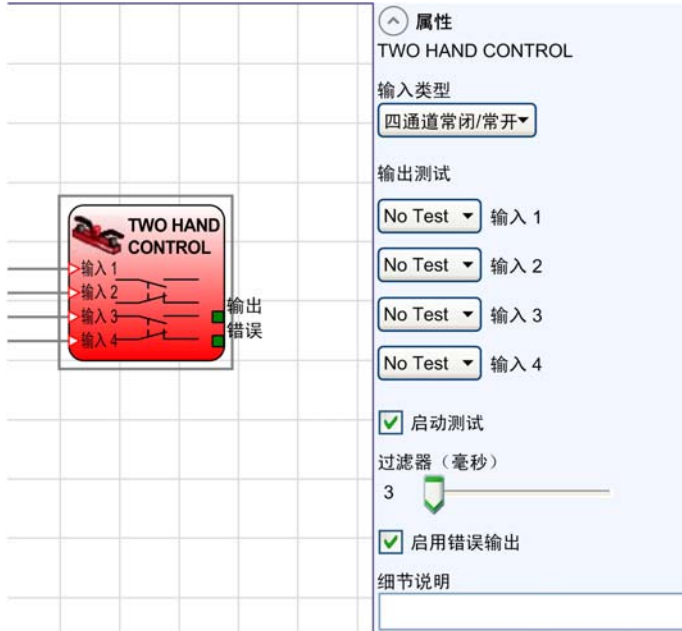 TWO HAND
CONTROL
输入 1
输入 2
输入 3
输入 4
输出
错误
属性
TWO HAND CONTROL
输入类型
四通道常闭/常开
输出测试
No Test 输入 1
No Test 输入 2
No Test 输入 3
No Test 输入 4
启动测试
过滤器（毫秒）
3
启用错误输出
细节说明